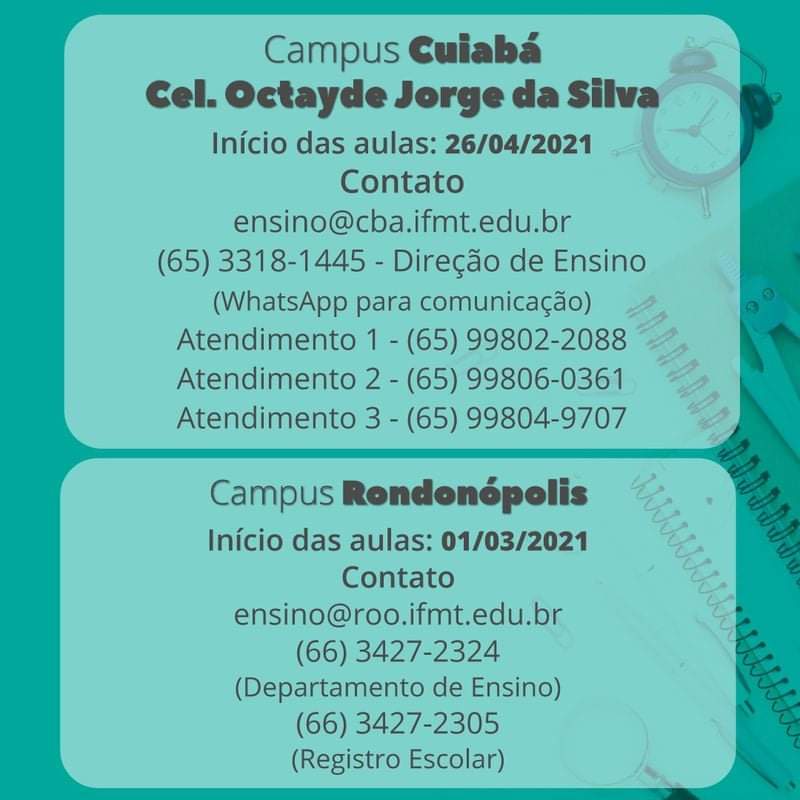 Campus Cuiabá
Cel. Octayde Jorge da Silva
Início das aulas: 26/04/2021
Contato
ensino@cba.ifmt.edu.br
(65) 3318-1445 - Direção de Ensino
(WhatsApp para comunicação)
Atendimento 1 - (65) 99802-2088
Atendimento 2 - (65) 99806-0361
Atendimento 3 - (65) 99804-9707
Campus Rondonópolis
Início das aulas: 01/03/2021
Contato
ensino@roo.ifmt.edu.br
(66) 3427-2324
(Departamento de Ensino)
(66) 3427-2305
(Registro Escolar)